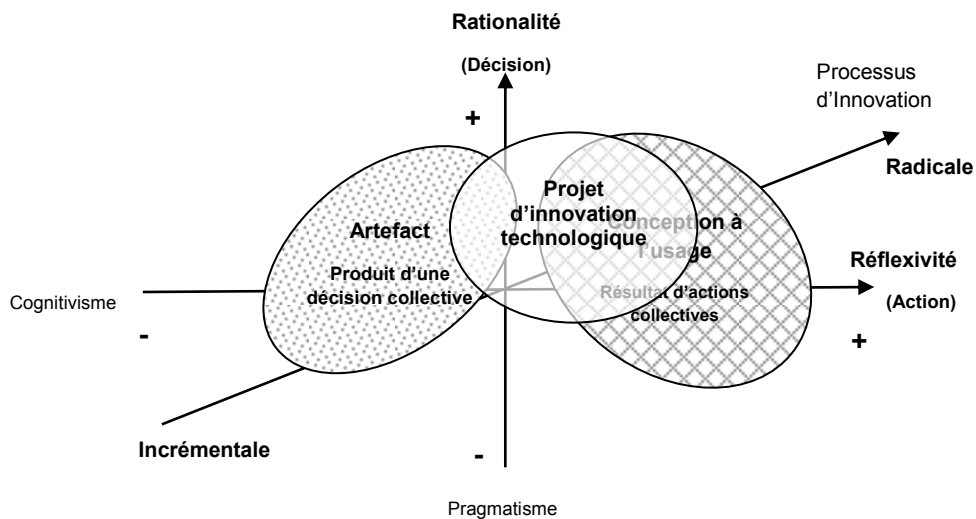 Rationalité
(Décision)
Processus
d'Innovation
+
Radicale
Projet
d'innovation
technologique
Artefact
Conception à
l'usage
Produit d'une
décision collective
Résultat d'actions
collectives
Réflexivité
(Action)
Cognitivisme
-
+
Incrémentale
-
Pragmatisme